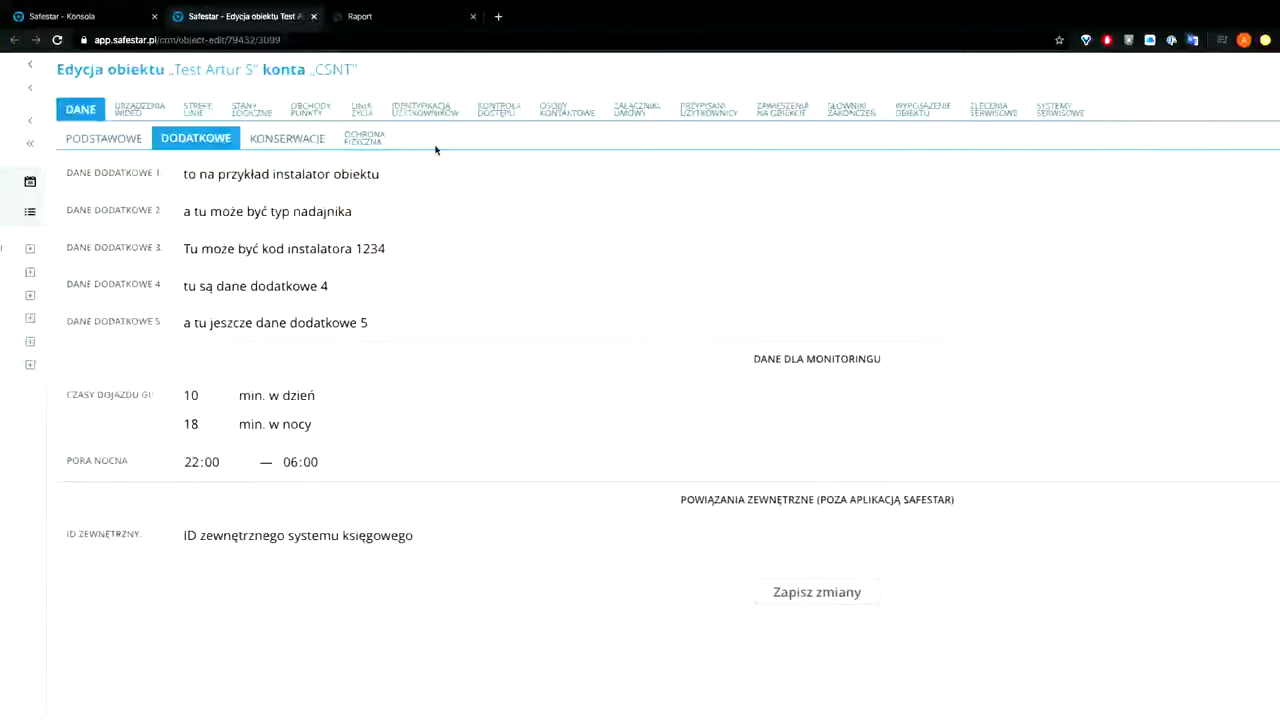 Safestar - Konsola
Safestar - Edycja obiektu Test A
Raport
app.safestar.pl/crm/object-edit/79432/3099
Edycja obiektu „Test Artur S” konta „CSNT”
DANE
URZĄDZENIA WIDEO
STREFY, LINIE
STANY LOGICZNE
OBCHODY, PUNKTY
LINIA ŻYCIA
IDENTYFIKACJA UŻYTKOWNIKÓW
KONTROLA DOSTĘPU
OSOBY KONTAKTOWE
ZAŁĄCZNIKI, UMOWY
PRZYPISANI UŻYTKOWNICY
ZAWIESZENIA NA OBIEKCIE
SŁOWNIKI ZAKOŃCZEŃ
WYPOSAŻENIE OBIEKTU
ZLECENIA SERWISOWE
SYSTEMY SERWISOWE
PODSTAWOWE
DODATKOWE
KONSERWACJE
OCHRONA FIZYCZNA
DANE DODATKOWE 1: to na przykład instalator obiektu
DANE DODATKOWE 2 a tu może być typ nadajnika
DANE DODATKOWE 3. Tu może być kod instalatora 1234
DANE DODATKOWE 4 tu są dane dodatkowe 4
DANE DODATKOWE 5 a tu jeszcze dane dodatkowe 5
DANE DLA MONITORINGU
CZASY DOJAZDU GI: 10 min. w dzień
18 min. w nocy
PORA NOCNA 22:00 — 06:00
POWIĄZANIA ZEWNĘTRZNE (POZA APLIKACJĄ SAFESTAR)
ID ZEWNĘTRZNY: ID zewnętrznego systemu księgowego
Zapisz zmiany